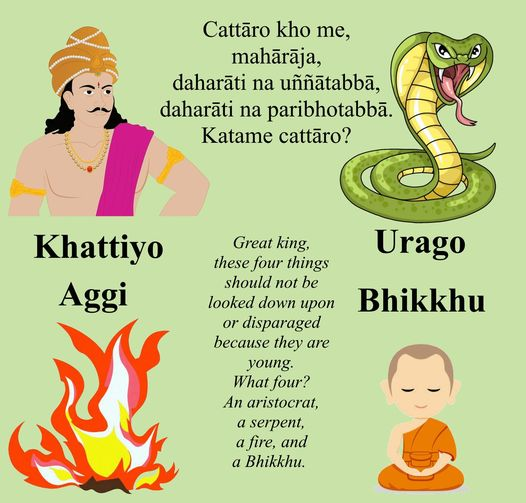 Cattāro kho me,
mahārāja,
daharāti na uññātabbā,
daharāti na paribhotabbā.
Katame cattāro?
Khattiyo
Urago
Aggi
Bhikkhu
Great king,
these four things
should not be
looked down upon
or disparaged
because they are
young.
What four?
An aristocrat,
a serpent,
a fire, and
a Bhikkhu.